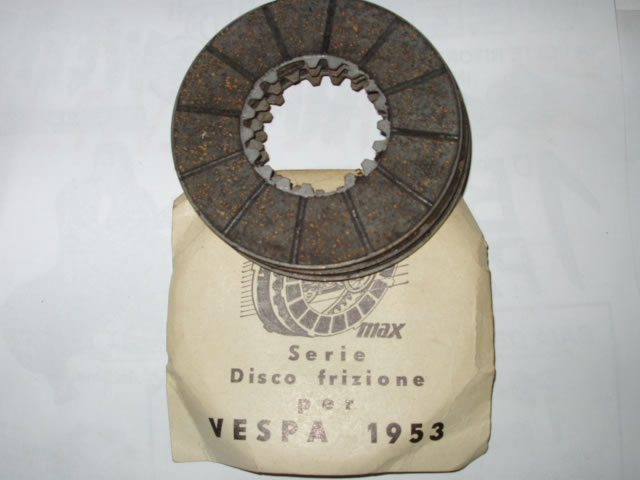 max
Serie
Disco frizione
per
VESPA 1953